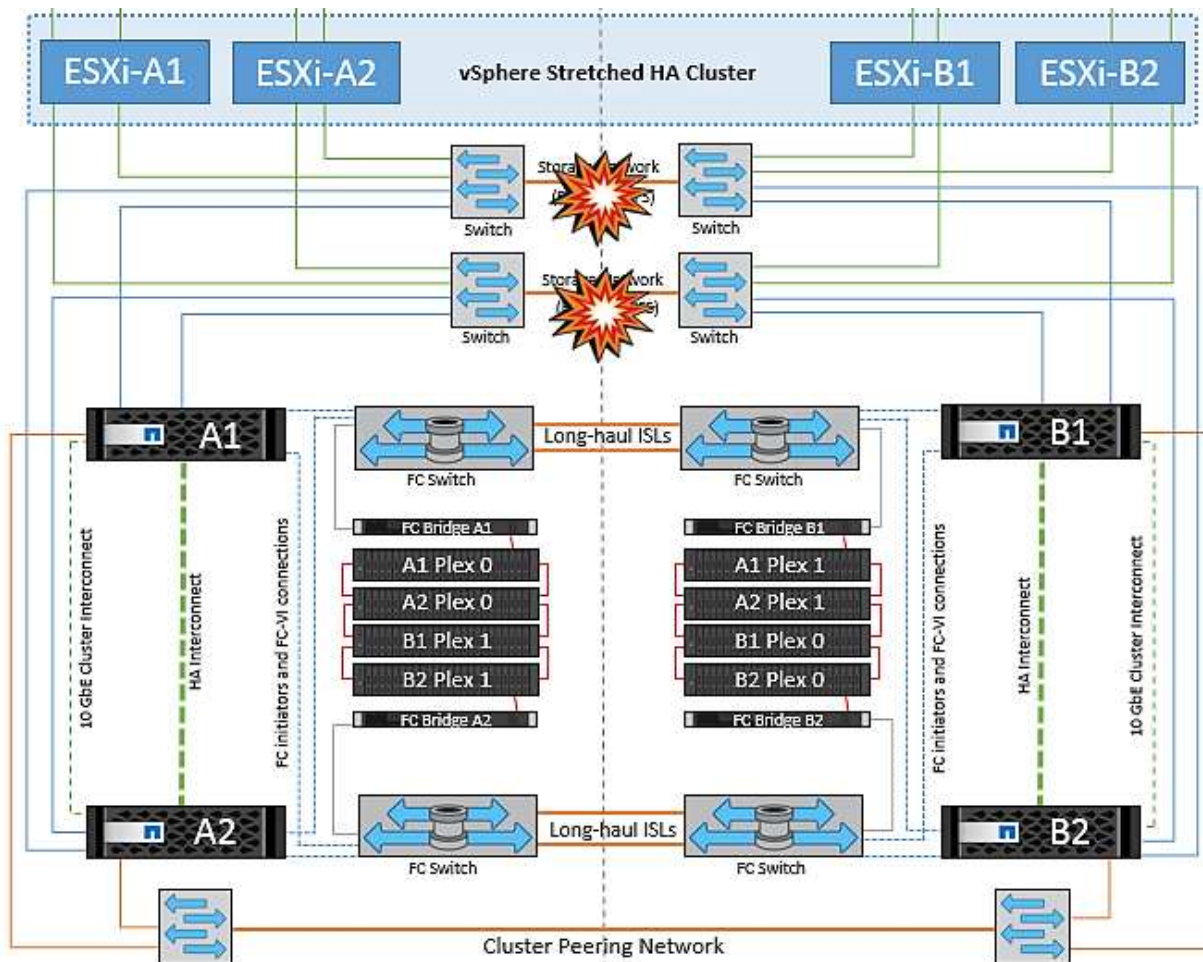 ESXi-A1
ESXi-A2
vSphere Stretched HA Cluster
ESXi-B1
ESXi-B2
Switch
Switch
Switch
Switch
A1
Long-haul ISLs
B1
FC Switch
FC Switch
10 GbE Cluster Interconnect
HA Interconnect
FC initiators and FC-VI connections
FC Bridge A1
A1 Plex 0
A2 Plex 0
B1 Plex 1
B2 Plex 1
FC Bridge A2
FC Bridge B1
A1 Plex 1
A2 Plex 1
B1 Plex 0
B2 Plex 0
FC Bridge B2
FC initiators and FC-VI connections
HA Interconnect
10 GbE Cluster Interconnect
A2
Long-haul ISLs
B2
FC Switch
FC Switch
Cluster Peering Network